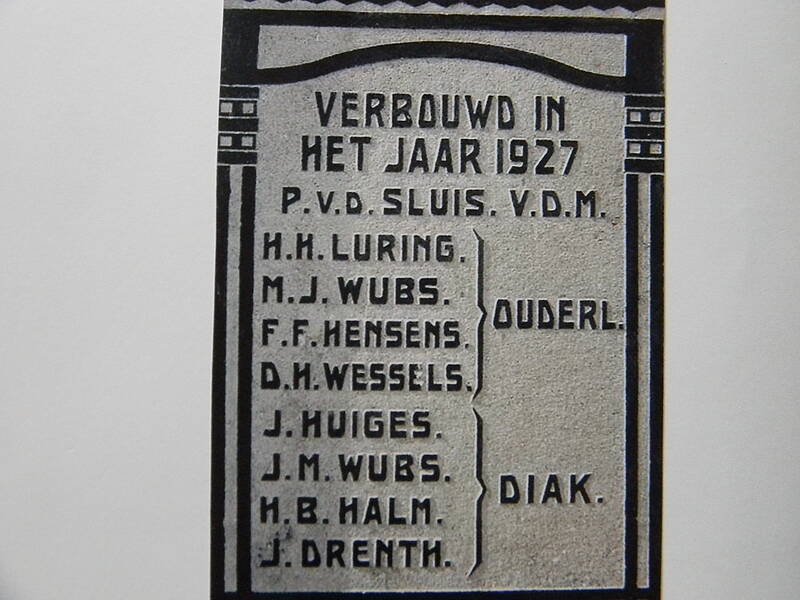 VERBOUWD IN
HET JAAR 1927
P.V.D. SLUIS. V.D.M.
H.H. LURING.
M.J. WUBS.
F.F. HENSENS.
D.H. WESSELS.
OUDERL.
J. HUIGES.
J.M. WUBS.
H.B. HALM.
J. DRENTH.
DIAK.